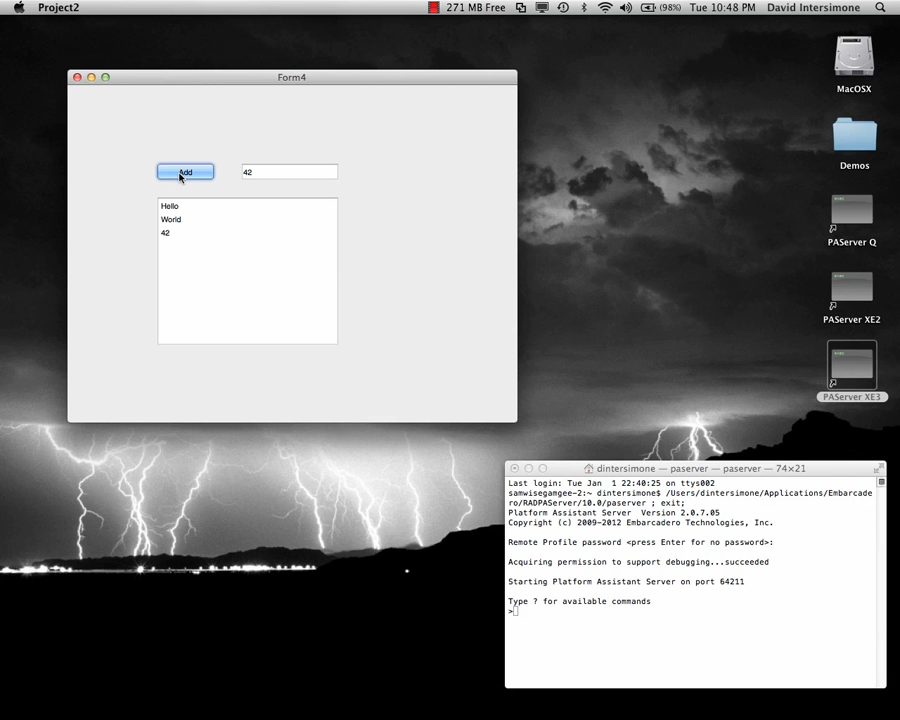 Project2
271 MB Free
(98%)
Tue 10:48 PM
David Intersimone
MacOSX
Demos
PAServer Q
PAServer XE2
PAServer XE3
Form4
Add
42
Hello
World
42
dintersimone — paserver — paserver — 74×21
Last login: Tue Jan  1 22:40:25 on ttys002
samwisegamgee-2:~ dintersimone$ /Users/dintersimone/Applications/Embarcade
ro/RADPAServer/10.0/paserver ; exit;
Platform Assistant Server  Version 2.0.7.05
Copyright (c) 2009-2012 Embarcadero Technologies, Inc.
Remote Profile password <press Enter for no password>:
Acquiring permission to support debugging...succeeded
Starting Platform Assistant Server on port 64211
Type ? for available commands
>